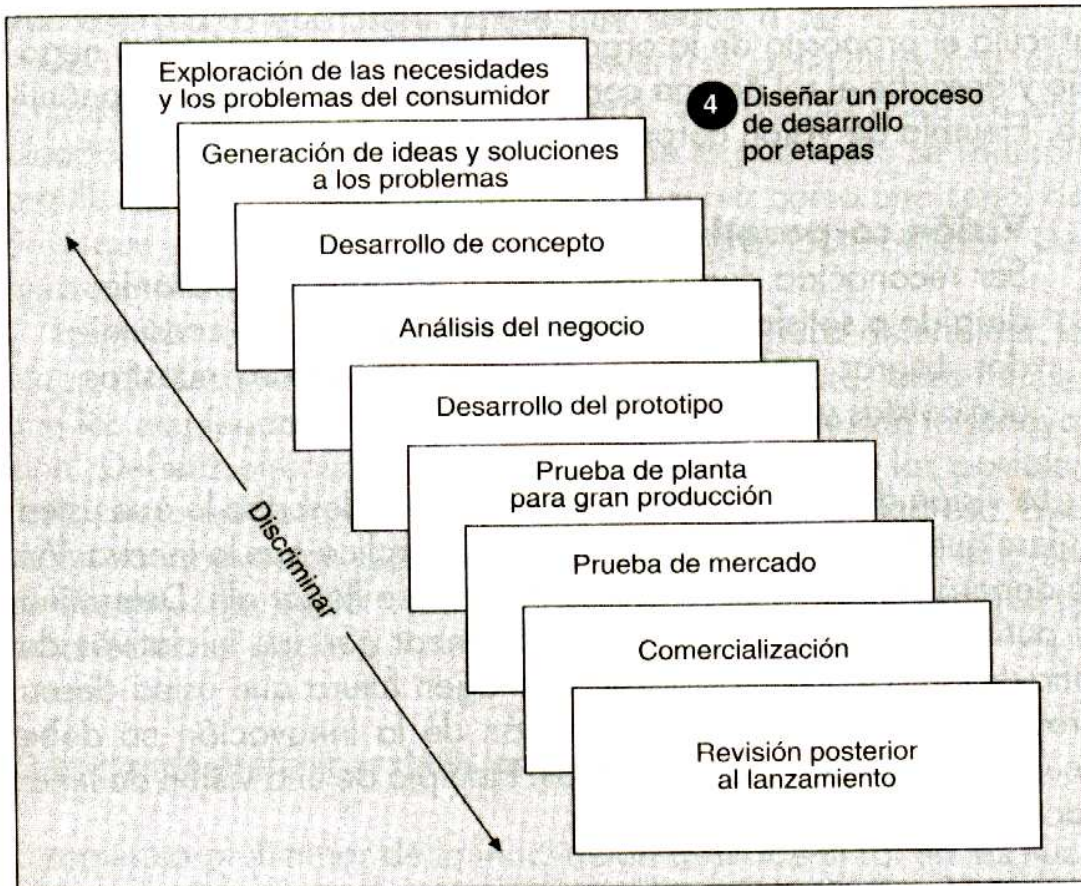 Exploración de las necesidades
y los problemas del consumidor
4 Diseñar un proceso
de desarrollo
por etapas
Generación de ideas y soluciones
a los problemas
Desarrollo de concepto
Análisis del negocio
Desarrollo del prototipo
Prueba de planta
para gran producción
Prueba de mercado
Comercialización
Revisión posterior
al lanzamiento
Discriminar